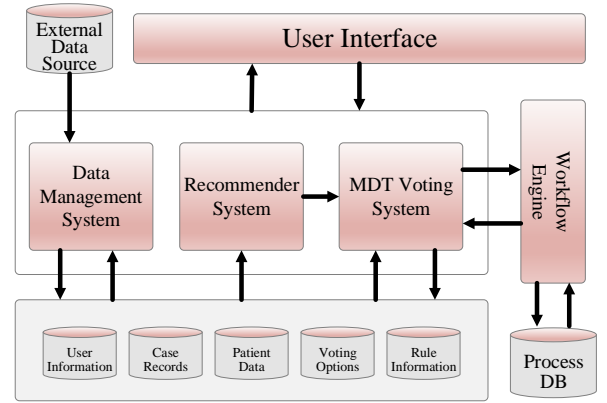 External
Data
Source
User Interface
Data
Management
System
Recommender
System
MDT Voting
System
Workflow
Engine
User
Information
Case
Records
Patient
Data
Voting
Options
Rule
Information
Process
DB